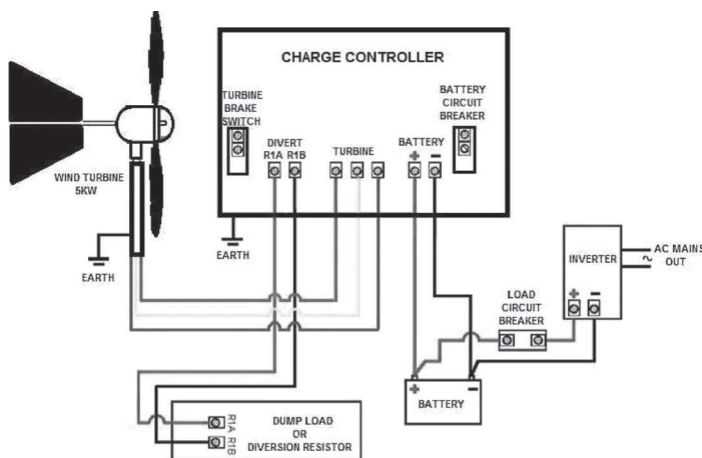 CHARGE CONTROLLER
TURBINE
BRAKE
SWITCH
DIVERT
R1A R1B
TURBINE
BATTERY
+ −
BATTERY
CIRCUIT
BREAKER
WIND TURBINE
5KW
EARTH
EARTH
INVERTER
+ −
AC MAINS
~
OUT
LOAD
CIRCUIT
BREAKER
+ −
BATTERY
R1A
R1B
DUMP LOAD
OR
DIVERSION RESISTOR